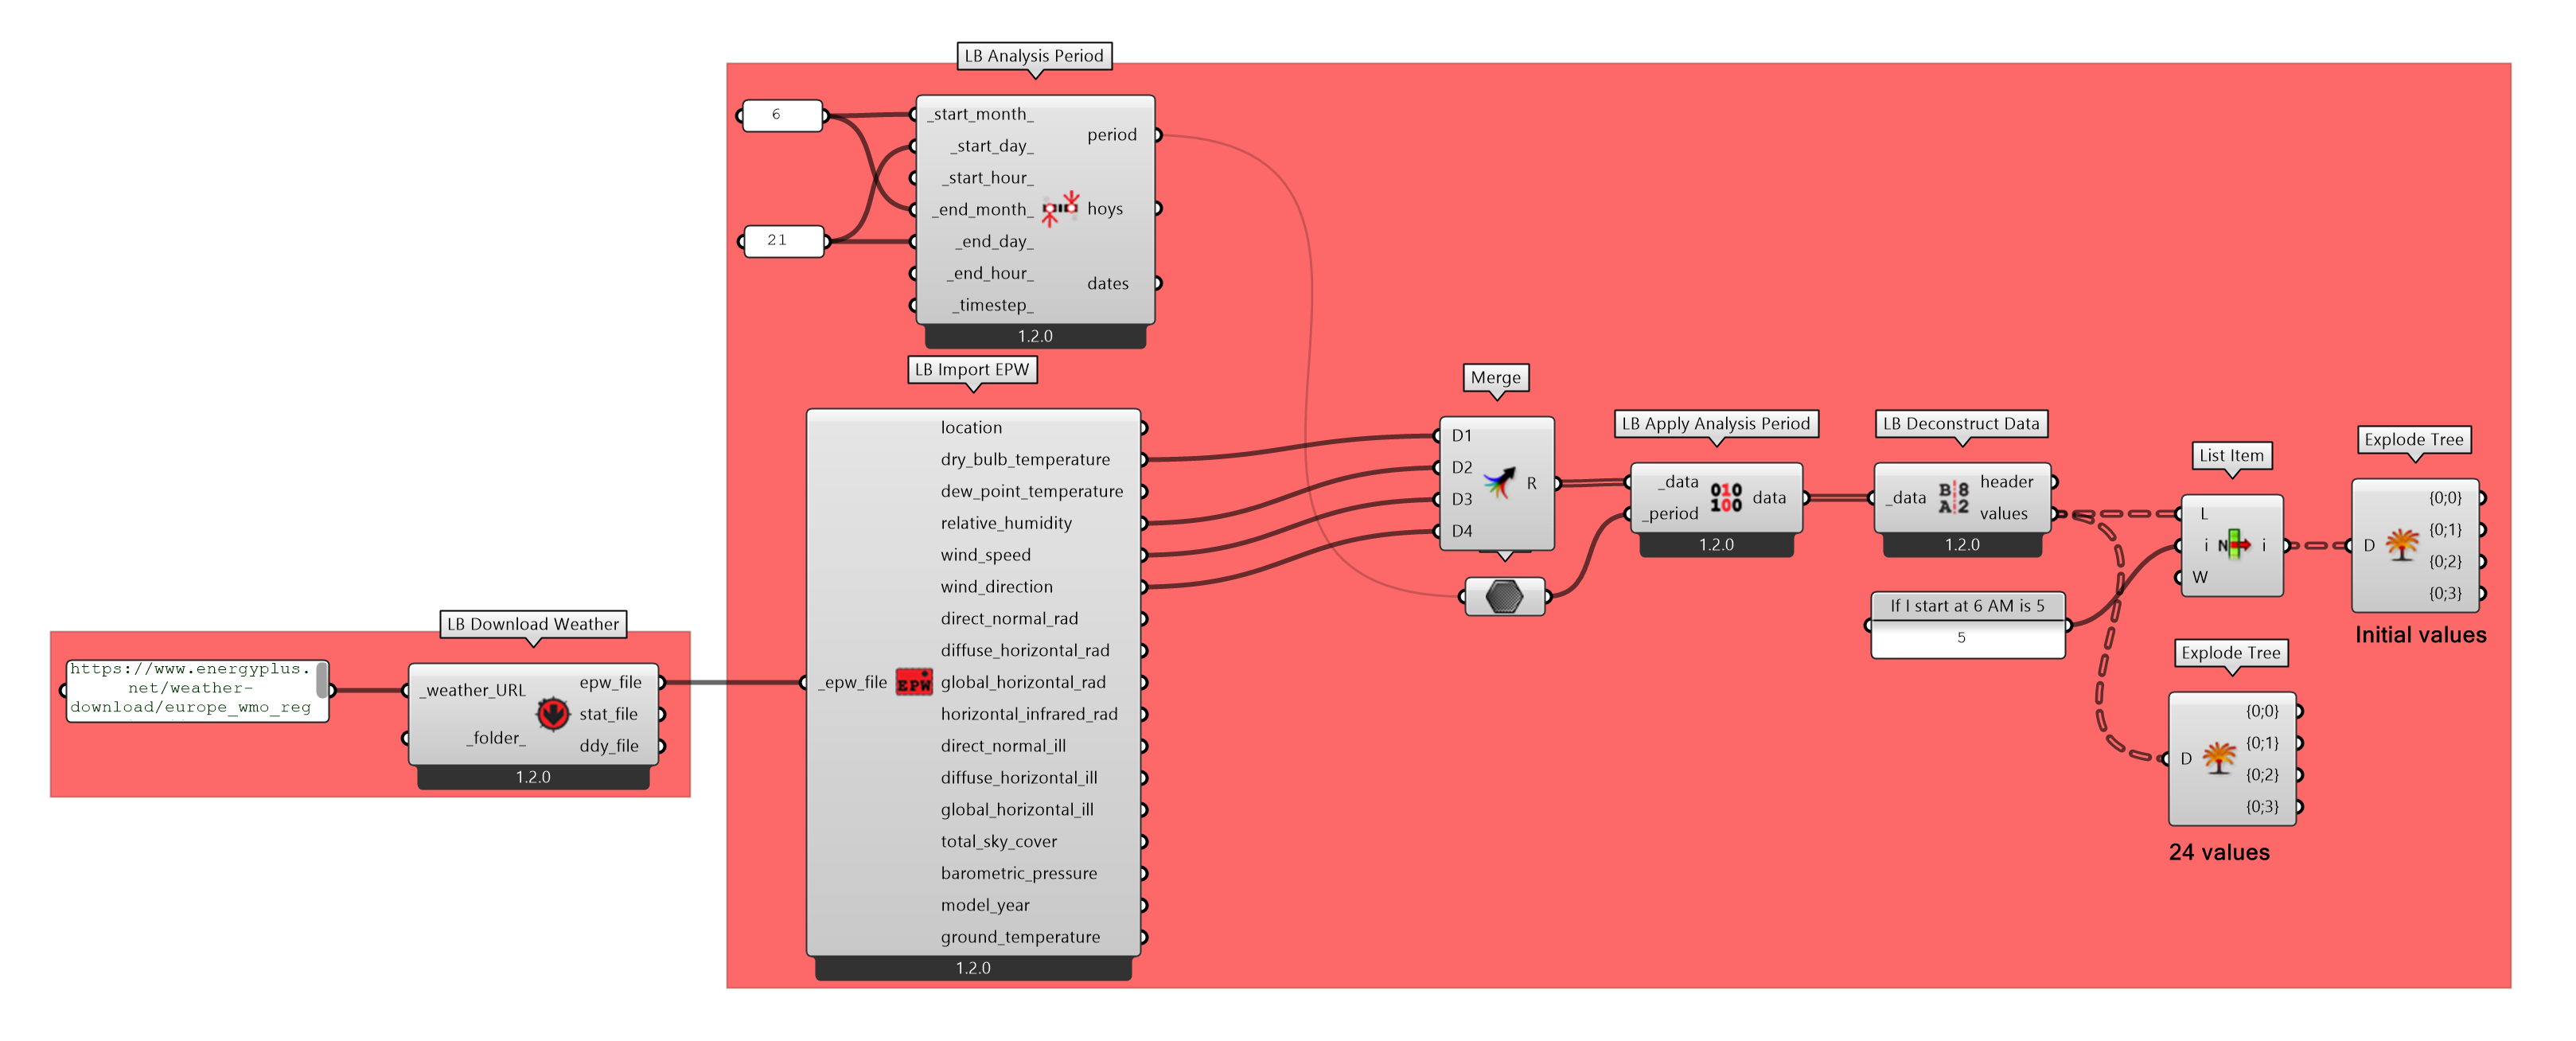 LB Analysis Period
6
21
_start_month_
_start_day_
_start_hour_
_end_month_
_end_day_
_end_hour_
_timestep_
period
hoys
dates
1.2.0
LB Import EPW
_epw_file
EPW
location
dry_bulb_temperature
dew_point_temperature
relative_humidity
wind_speed
wind_direction
direct_normal_rad
diffuse_horizontal_rad
global_horizontal_rad
horizontal_infrared_rad
direct_normal_ill
diffuse_horizontal_ill
global_horizontal_ill
total_sky_cover
barometric_pressure
model_year
ground_temperature
1.2.0
LB Download Weather
https://www.energyplus.
net/weather-
download/europe_wmo_reg
_weather_URL
_folder_
epw_file
stat_file
ddy_file
1.2.0
Merge
D1
D2
D3
D4
R
LB Apply Analysis Period
_data
_period
010
100
data
1.2.0
LB Deconstruct Data
_data
B:8
A:2
header
values
1.2.0
If I start at 6 AM is 5
5
List Item
L
i
W
N
i
Explode Tree
D
{0;0}
{0;1}
{0;2}
{0;3}
Initial values
Explode Tree
D
{0;0}
{0;1}
{0;2}
{0;3}
24 values